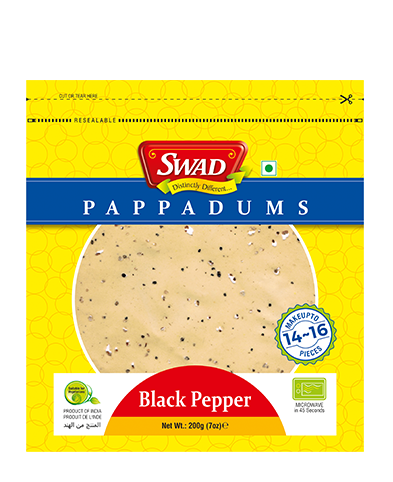 CUT OR TEAR HERE
RESEALABLE
SWAD
Distinctly Different...
PAPPADUMS
MAKEUPTO
14~16
PIECES
Suitable for
Vegetarians
PRODUCT OF INDIA
PRODUIT DE L'INDE
المنتج من الهند
Black Pepper
Net Wt.: 200g (7oz)℮
MICROWAVE
in 45 Seconds